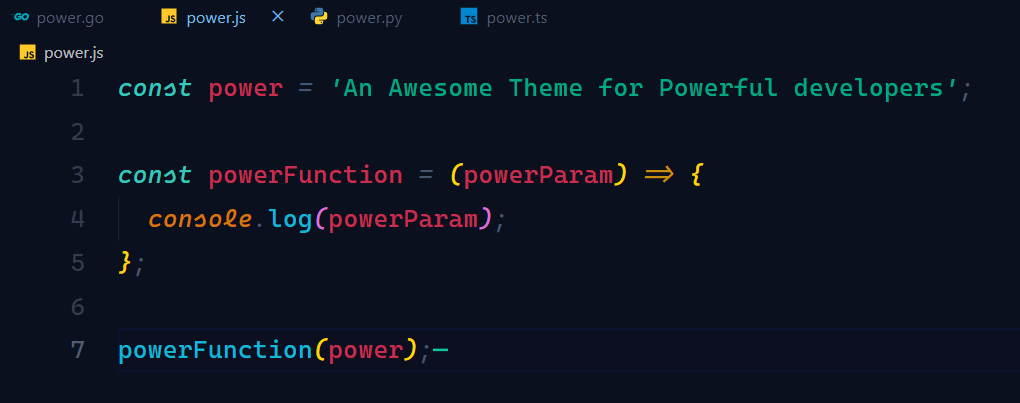 GO power.go JS power.js × power.py TS power.ts
JS power.js
1 const power = 'An Awesome Theme for Powerful developers';
2
3 const powerFunction = (powerParam) => {
4   console.log(powerParam);
5 };
6
7 powerFunction(power);